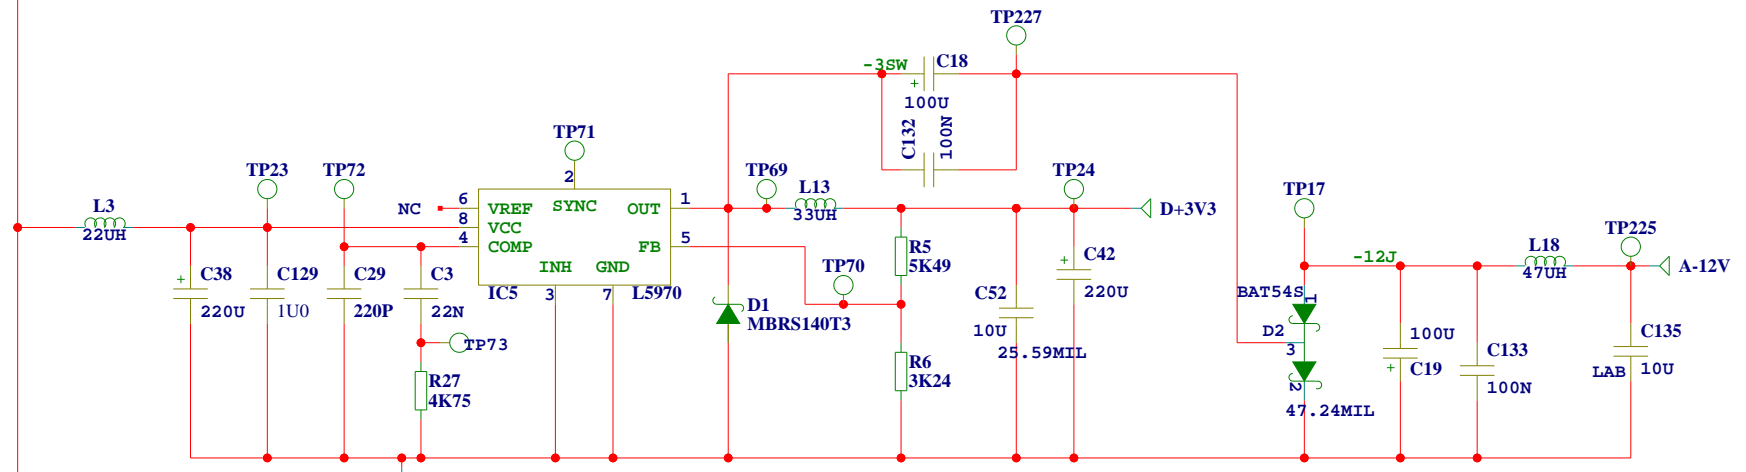 TP227
-3SW
C18
+
100U
C132
100N
TP71
2
TP23
TP72
TP69
TP24
L3
22UH
NC
6
8
4
VREF
VCC
COMP
SYNC
OUT
FB
INH
GND
1
5
3
7
IC5
L5970
L13
33UH
D+3V3
TP17
-12J
L18
47UH
TP225
A-12V
+
C38
220U
C129
1U0
C29
220P
C3
22N
TP73
R27
4K75
D1
MBRS140T3
TP70
R5
5K49
R6
3K24
C52
10U
25.59MIL
+
C42
220U
BAT54S
1
D2
3
2
47.24MIL
100U
+
C19
C133
100N
C135
LAB
10U